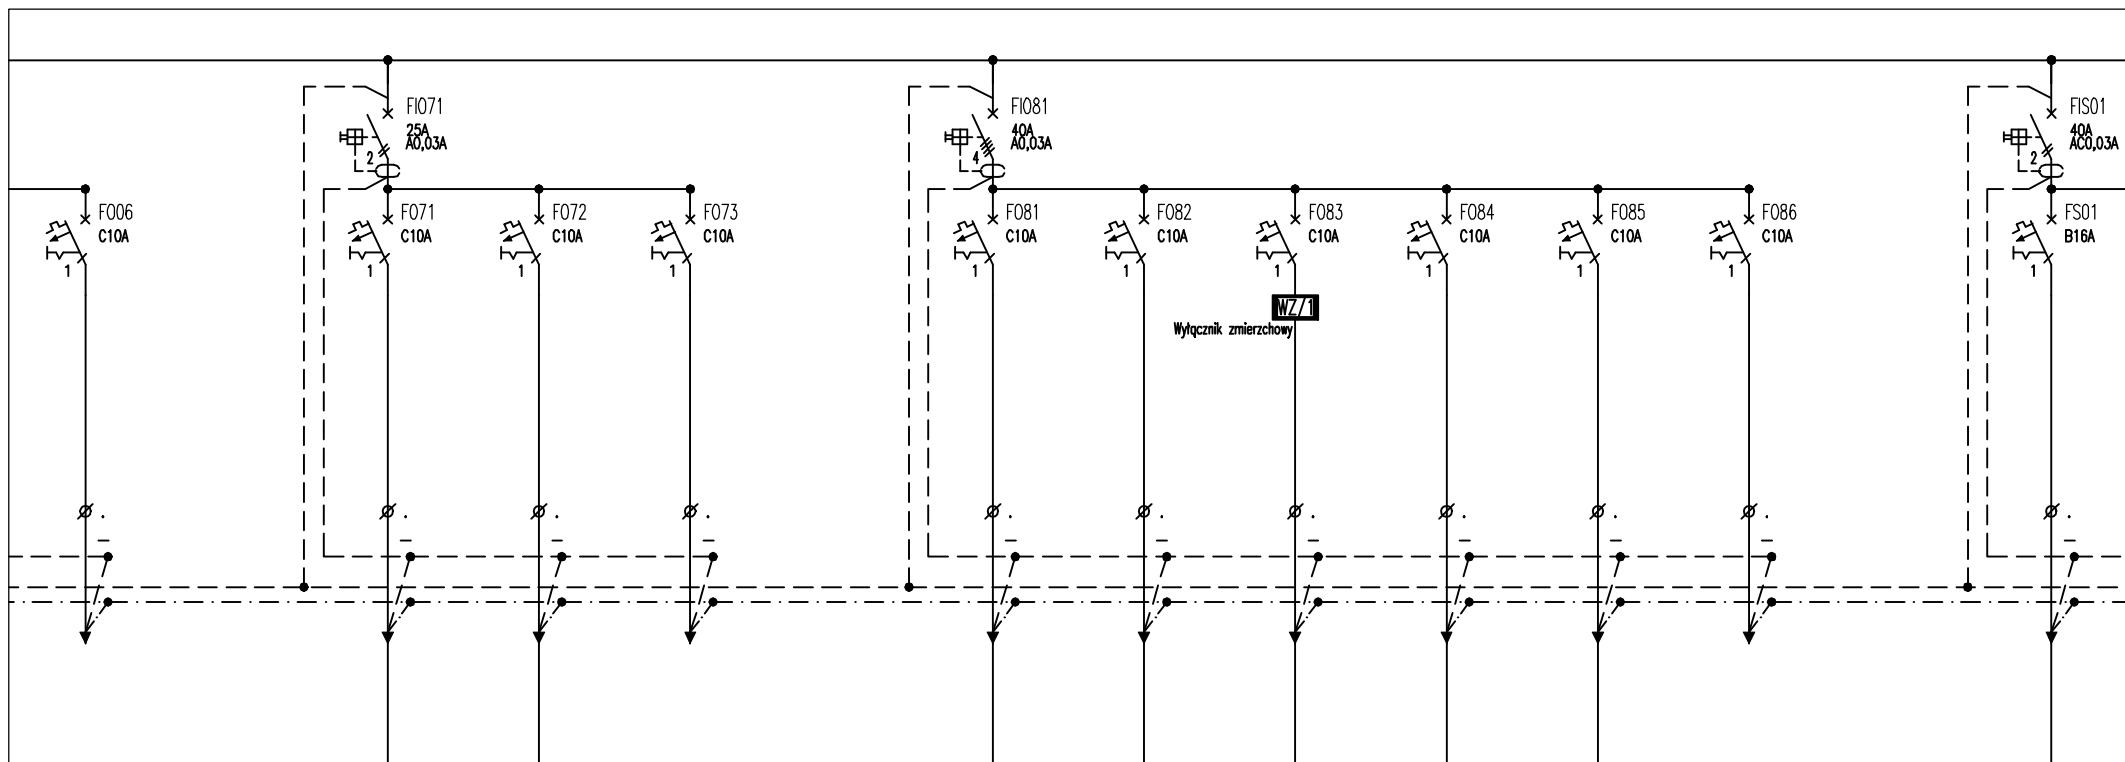 FI071
25A
A0,03A
2
FI081
40A
A0,03A
4
FIS01
40A
AC0,03A
2
F006
C10A
1
F071
C10A
1
F072
C10A
1
F073
C10A
1
F081
C10A
1
F082
C10A
1
F083
C10A
1
F084
C10A
1
F085
C10A
1
F086
C10A
1
FS01
B16A
1
WZ/1
Wyłącznik zmierzchowy